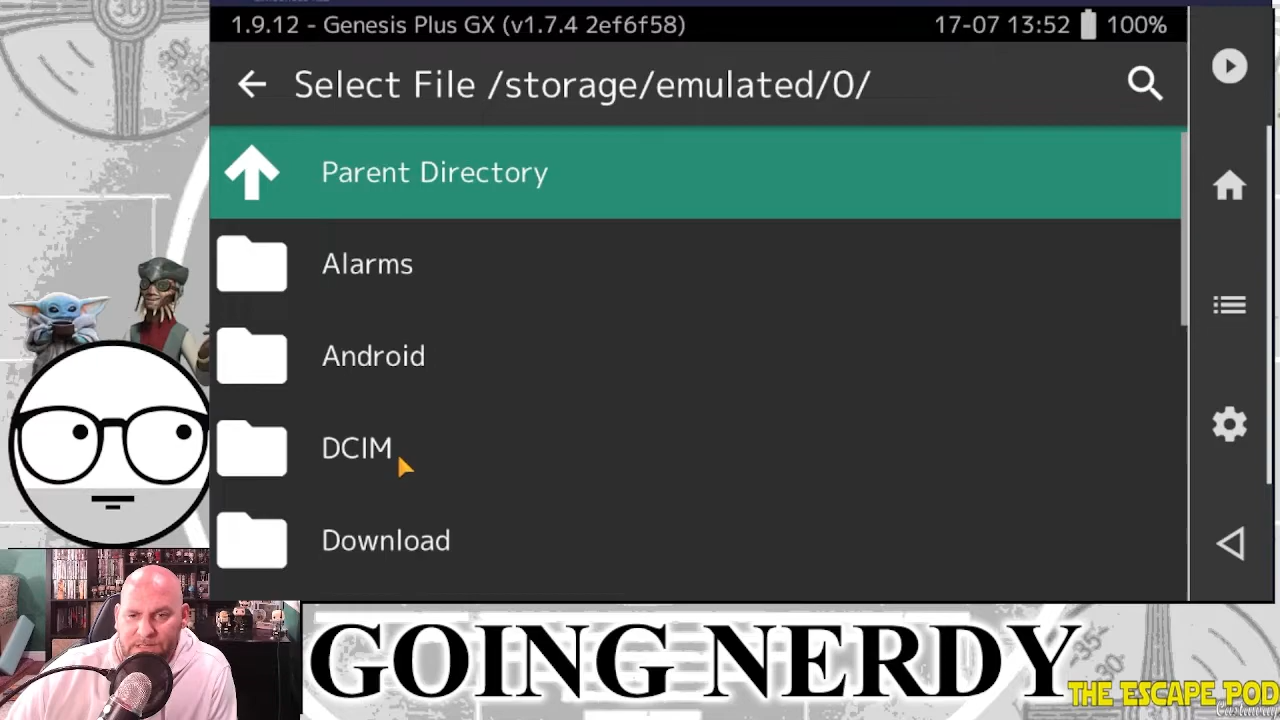 1.9.12 - Genesis Plus GX (v1.7.4 2ef6f58)
17-07 13:52 100%
Select File /storage/emulated/0/
Parent Directory
Alarms
Android
DCIM
Download
GOING NERDY
THE ESCAPE POD
Castaway